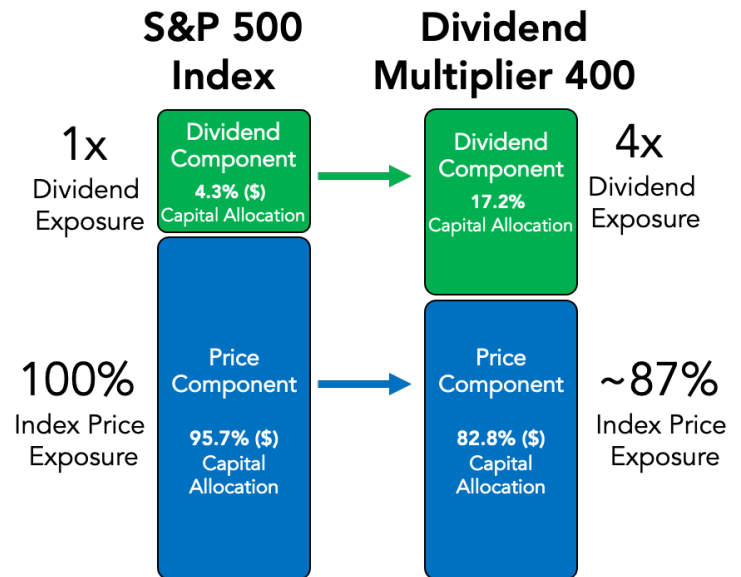 S&P 500
Index
Dividend
Multiplier 400
1x
Dividend
Exposure
Dividend
Component
4.3% ($)
Capital Allocation
Dividend
Component
17.2%
Capital Allocation
4x
Dividend
Exposure
100%
Index Price
Exposure
Price
Component
95.7% ($)
Capital
Allocation
Price
Component
82.8% ($)
Capital
Allocation
~87%
Index Price
Exposure